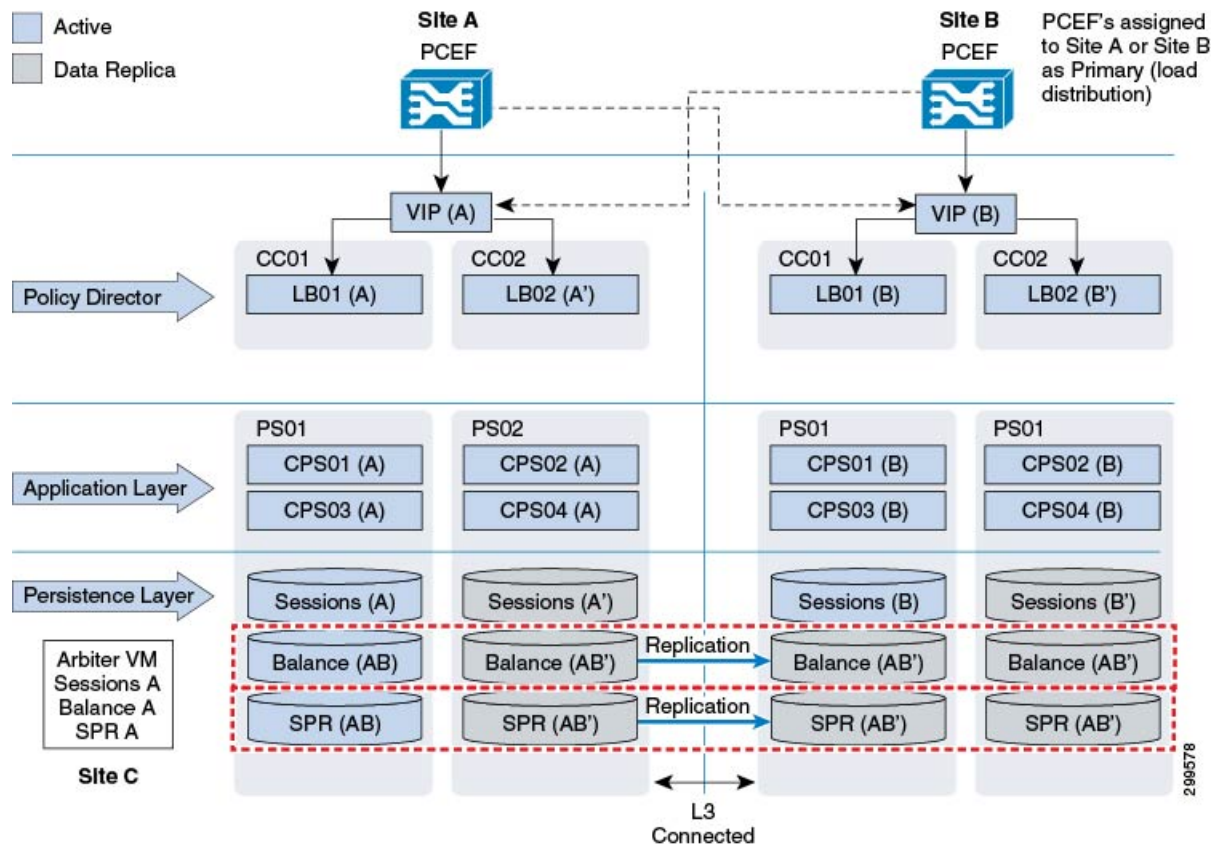 Active
Data Replica
Site A
PCEF
Site B
PCEF
PCEF's assigned
to Site A or Site B
as Primary (load
distribution)
VIP (A)
VIP (B)
Policy Director
CC01
LB01 (A)
CC02
LB02 (A')
CC01
LB01 (B)
CC02
LB02 (B')
Application Layer
PS01
CPS01 (A)
CPS03 (A)
PS02
CPS02 (A)
CPS04 (A)
PS01
CPS01 (B)
CPS03 (B)
PS01
CPS02 (B)
CPS04 (B)
Persistence Layer
Sessions (A)
Sessions (A')
Sessions (B)
Sessions (B')
Balance (AB)
Balance (AB')
Replication
Balance (AB')
Balance (AB')
SPR (AB)
SPR (AB')
Replication
SPR (AB')
SPR (AB')
Arbiter VM
Sessions A
Balance A
SPR A
Site C
L3
Connected
299578